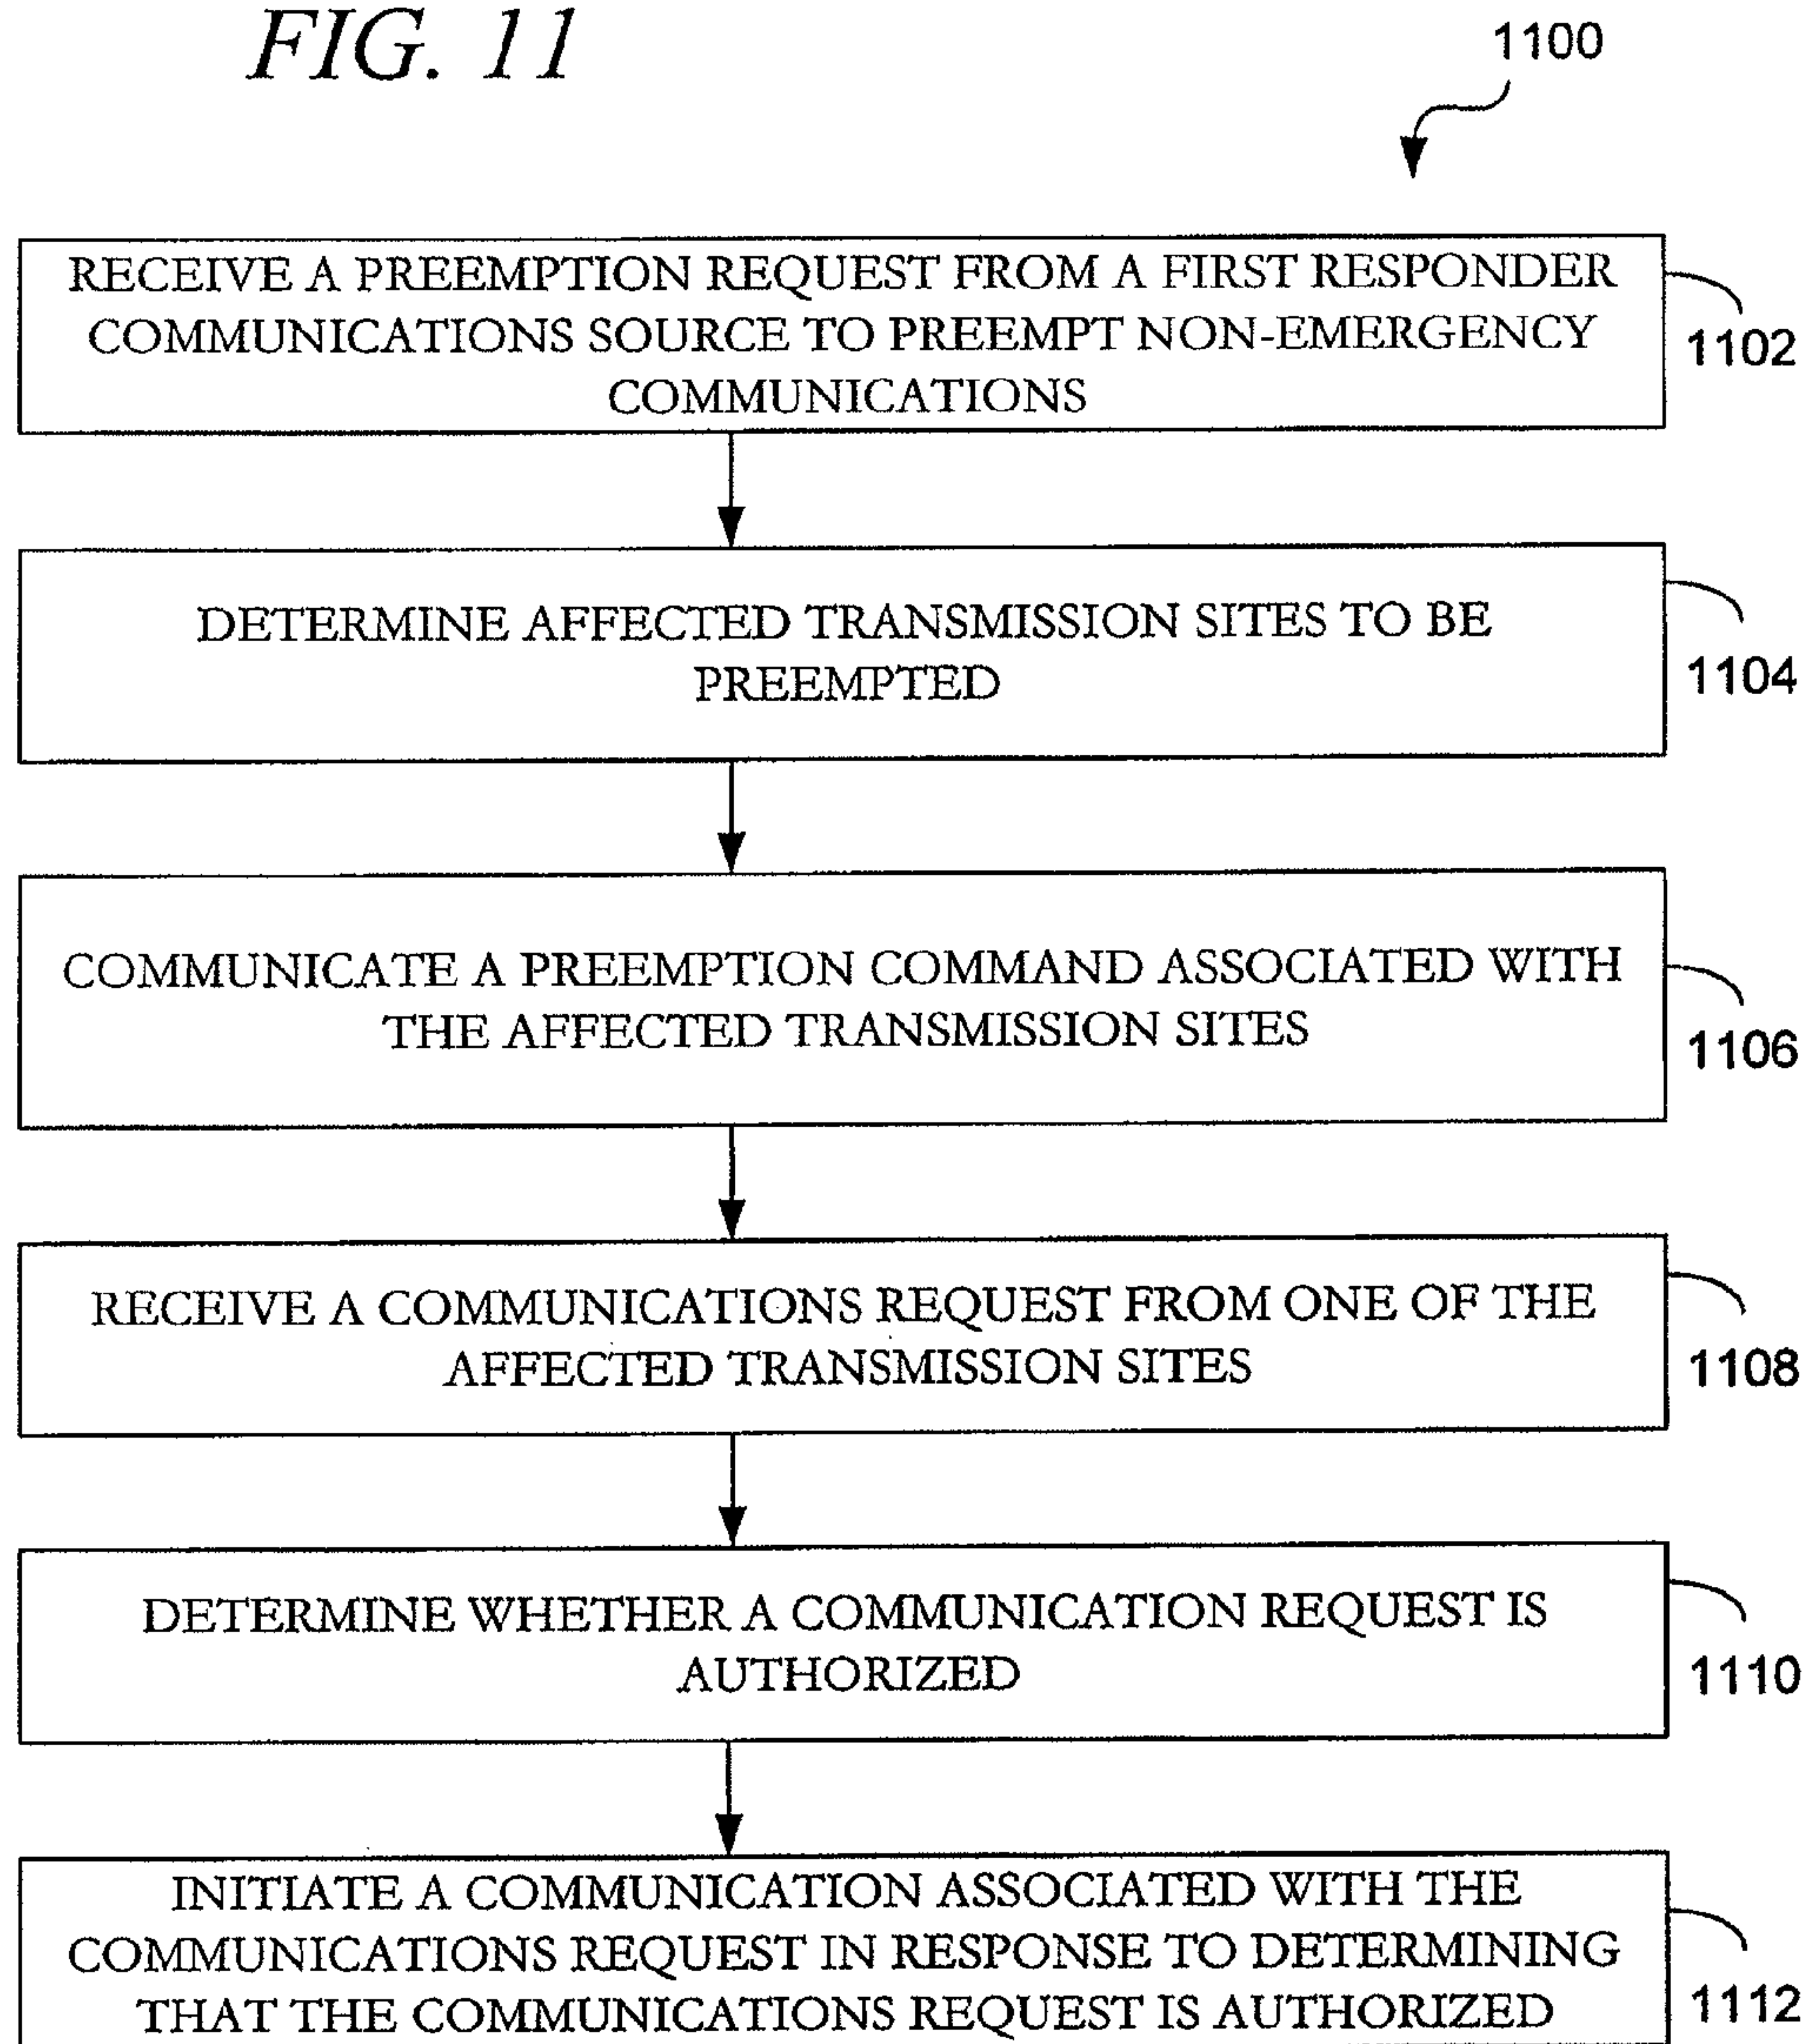 FIG. 11
1100
RECEIVE A PREEMPTION REQUEST FROM A FIRST RESPONDER
COMMUNICATIONS SOURCE TO PREEMPT NON-EMERGENCY
COMMUNICATIONS
1102
DETERMINE AFFECTED TRANSMISSION SITES TO BE
PREEMPTED
1104
COMMUNICATE A PREEMPTION COMMAND ASSOCIATED WITH
THE AFFECTED TRANSMISSION SITES
1106
RECEIVE A COMMUNICATIONS REQUEST FROM ONE OF THE
AFFECTED TRANSMISSION SITES
1108
DETERMINE WHETHER A COMMUNICATION REQUEST IS
AUTHORIZED
1110
INITIATE A COMMUNICATION ASSOCIATED WITH THE
COMMUNICATIONS REQUEST IN RESPONSE TO DETERMINING
THAT THE COMMUNICATIONS REQUEST IS AUTHORIZED
1112